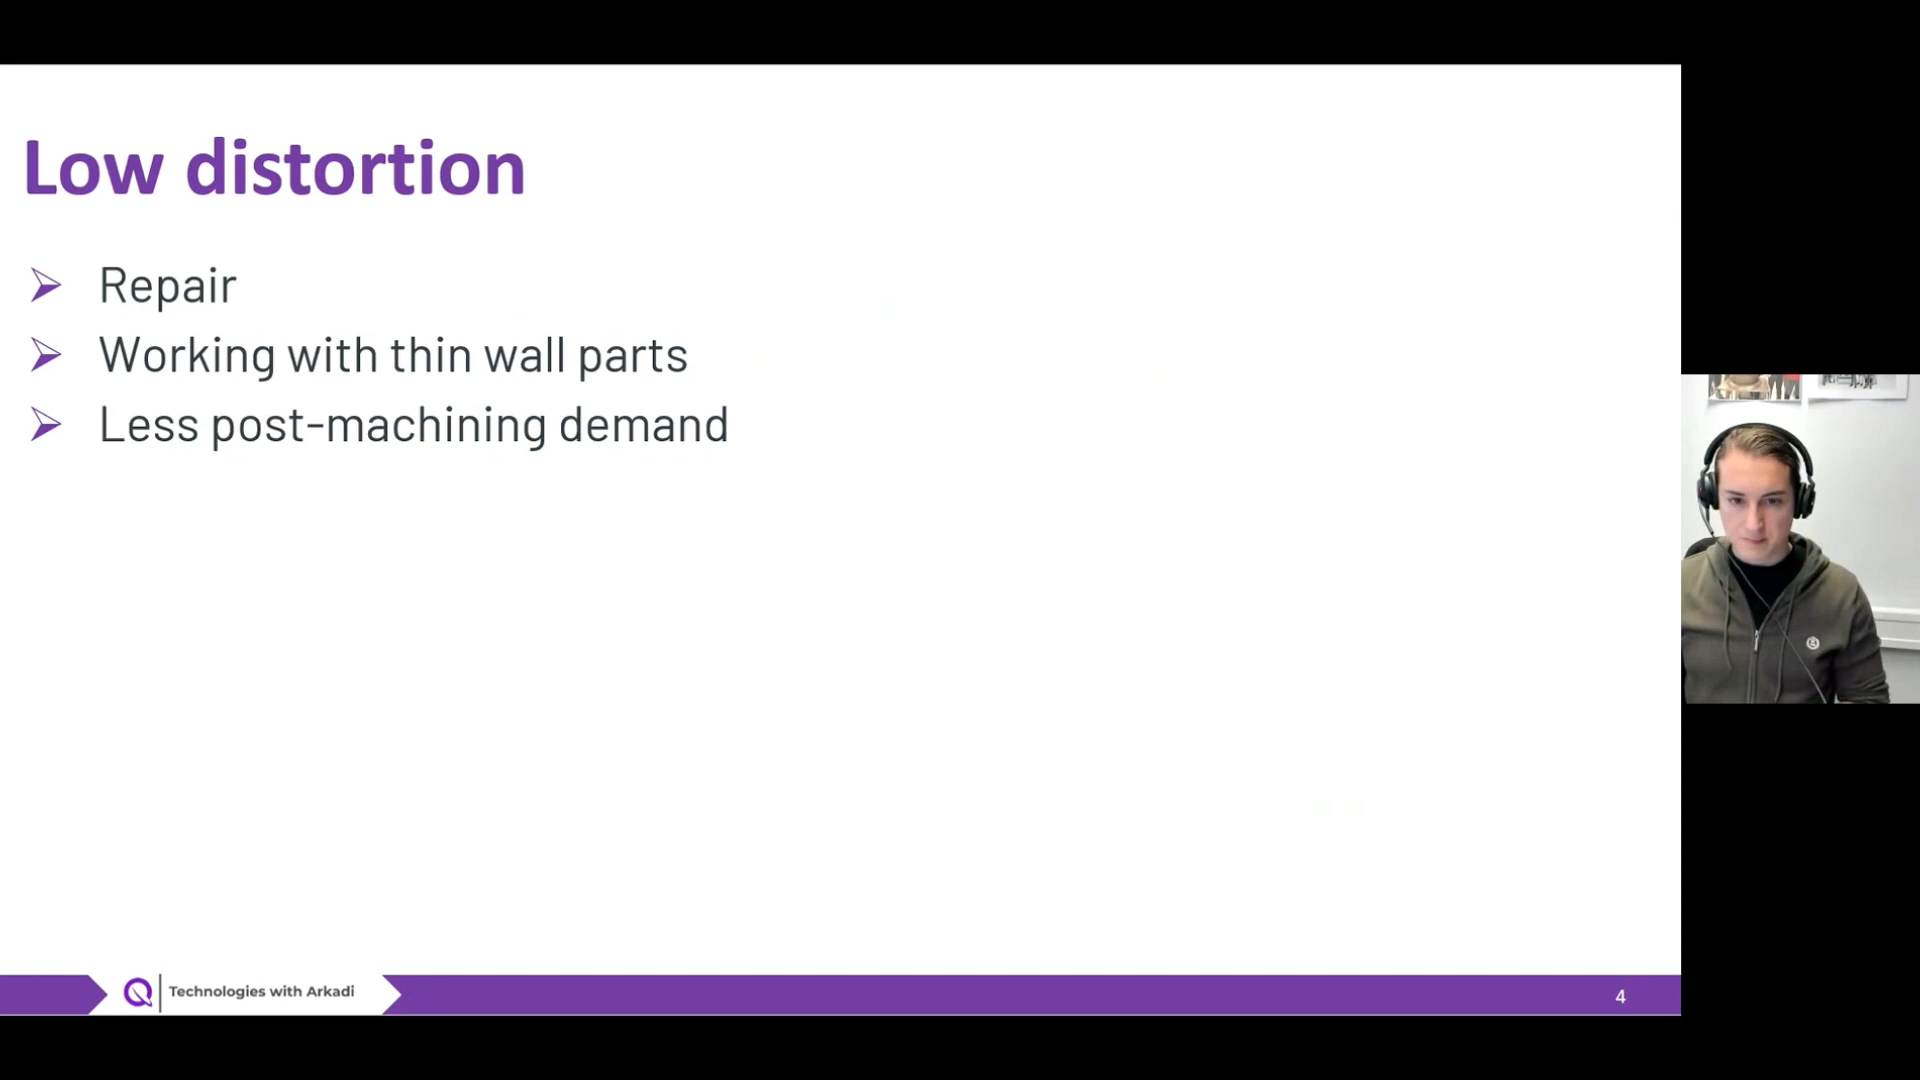 Low distortion
Repair
Working with thin wall parts
Less post-machining demand
Technologies with Arkadi
4